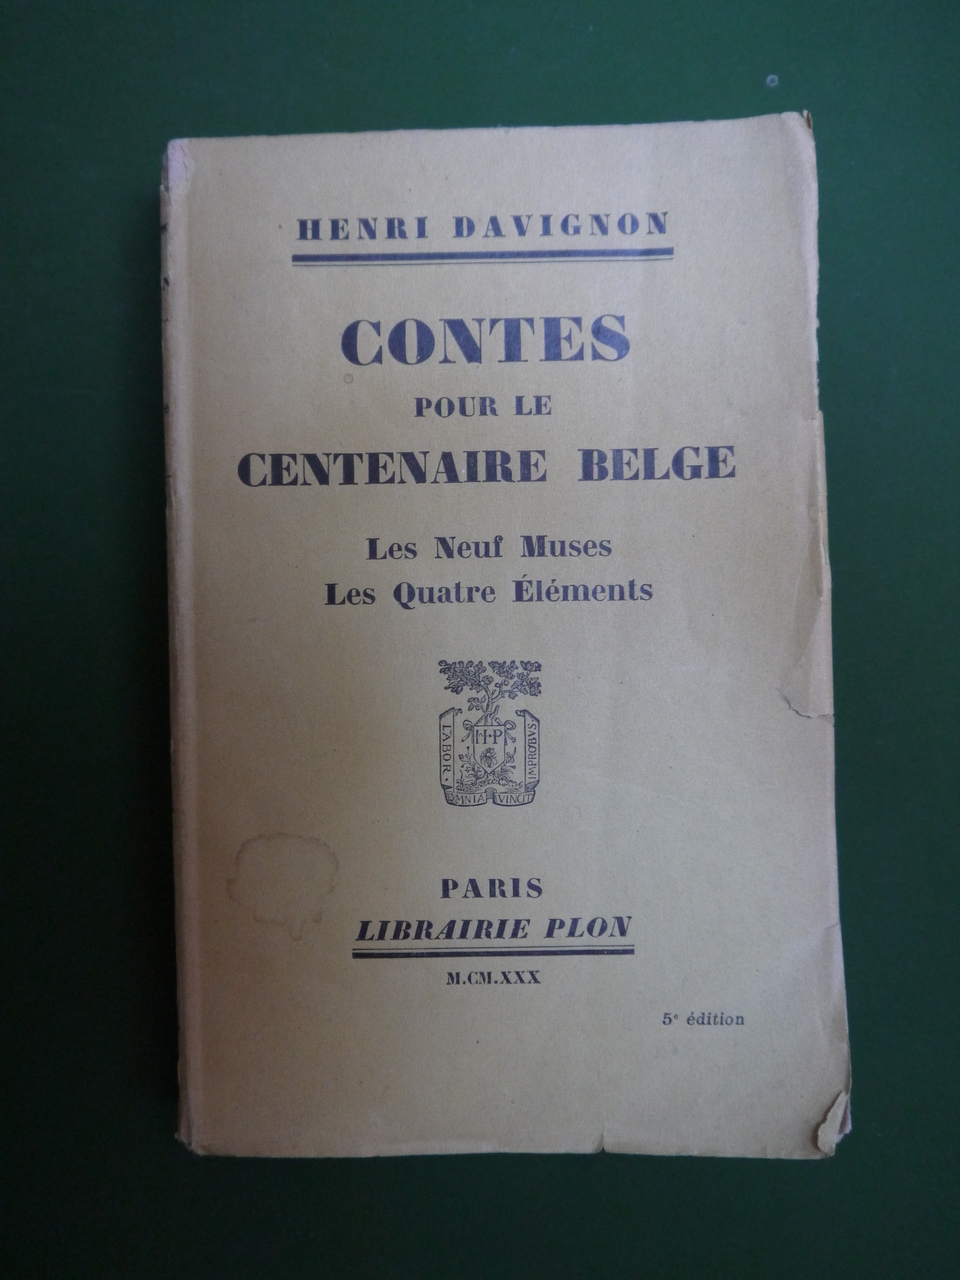 HENRI DAVIGNON
CONTES
POUR LE
CENTENAIRE BELGE
Les Neuf Muses
Les Quatre Éléments
H·P
LABOR·
OMNIA VINCIT
IMPROBVS
PARIS
LIBRAIRIE PLON
M.CM.XXX
5e édition